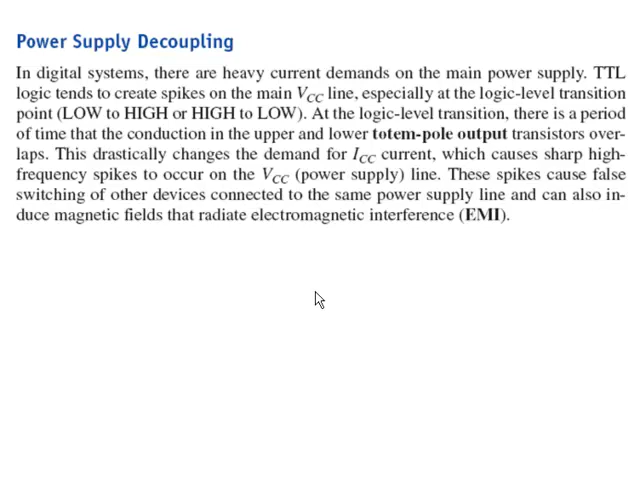 Power Supply Decoupling
In digital systems, there are heavy current demands on the main power supply. TTL
logic tends to create spikes on the main VCC line, especially at the logic-level transition
point (LOW to HIGH or HIGH to LOW). At the logic-level transition, there is a period
of time that the conduction in the upper and lower totem-pole output transistors over-
laps. This drastically changes the demand for ICC current, which causes sharp high-
frequency spikes to occur on the VCC (power supply) line. These spikes cause false
switching of other devices connected to the same power supply line and can also in-
duce magnetic fields that radiate electromagnetic interference (EMI).